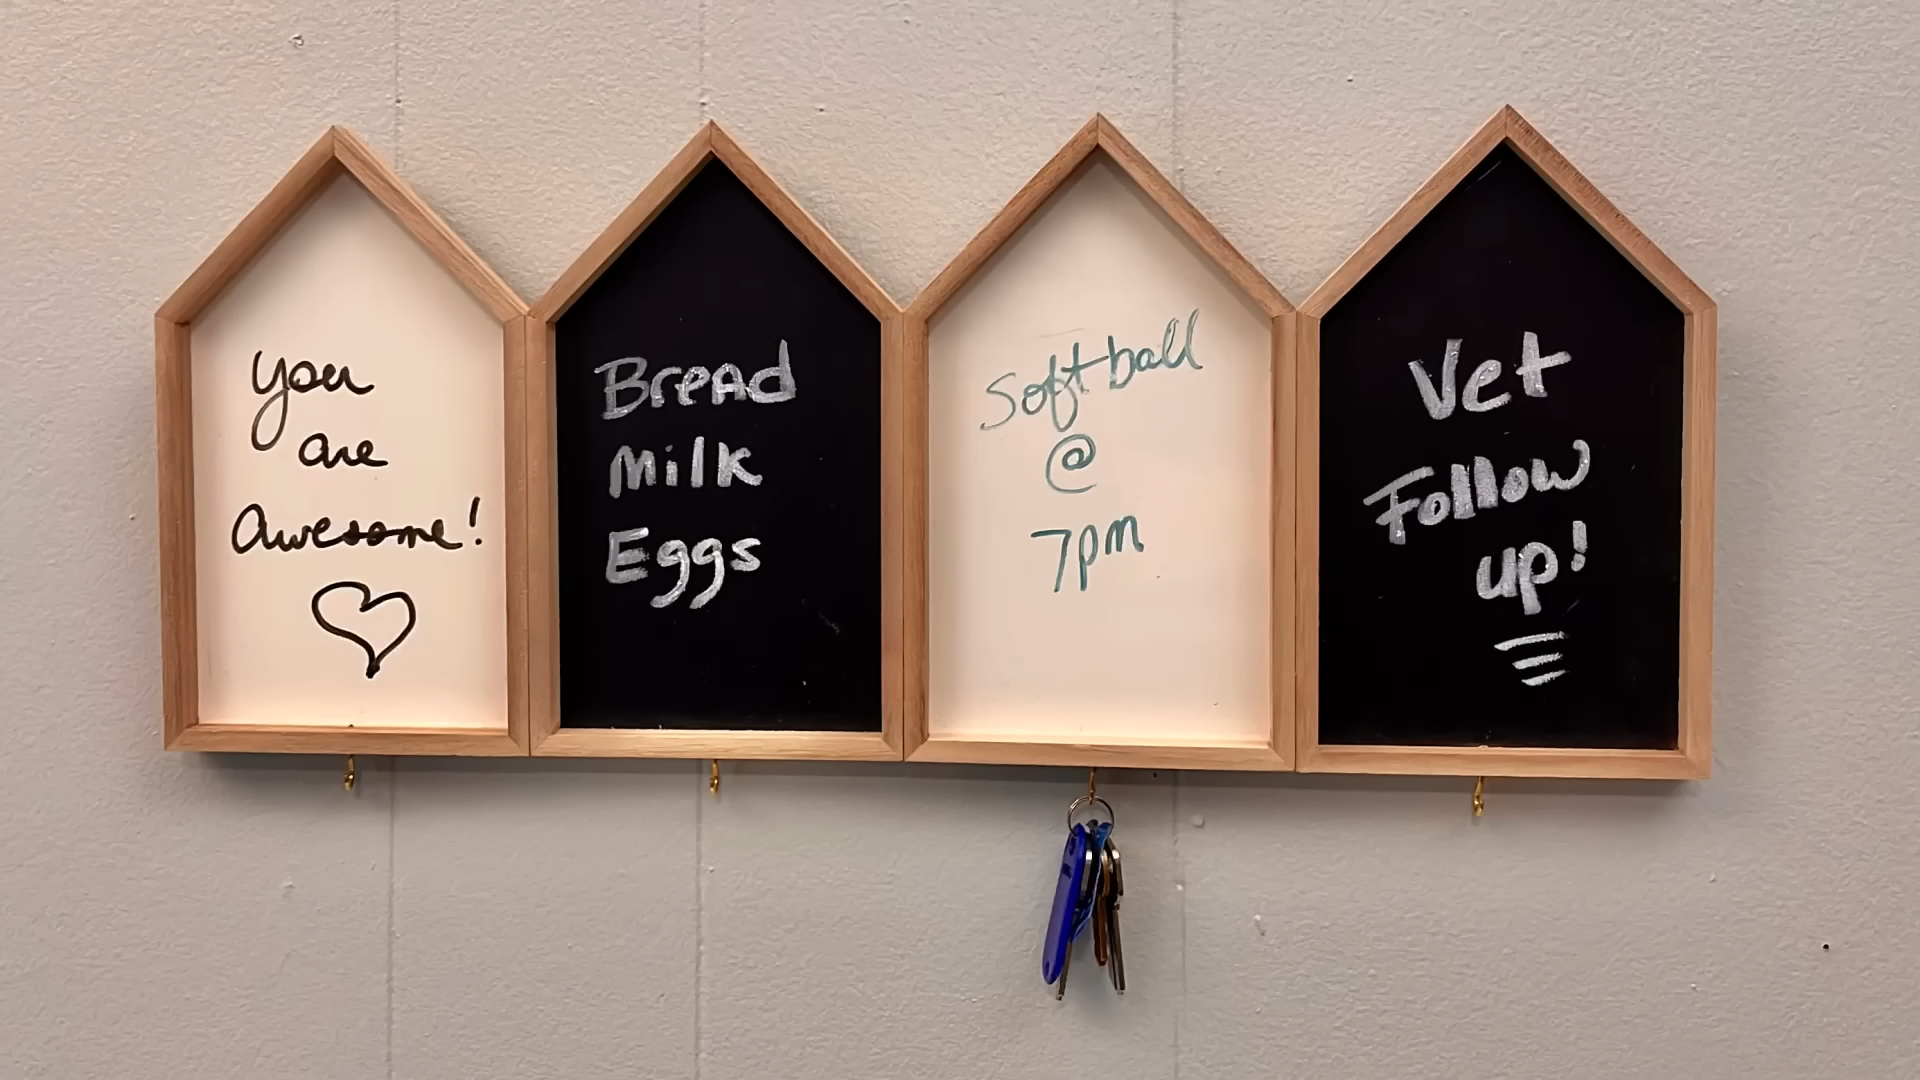 you
are
awesome!
Bread
Milk
Eggs
Softball
@
7pm
Vet
Follow
up!